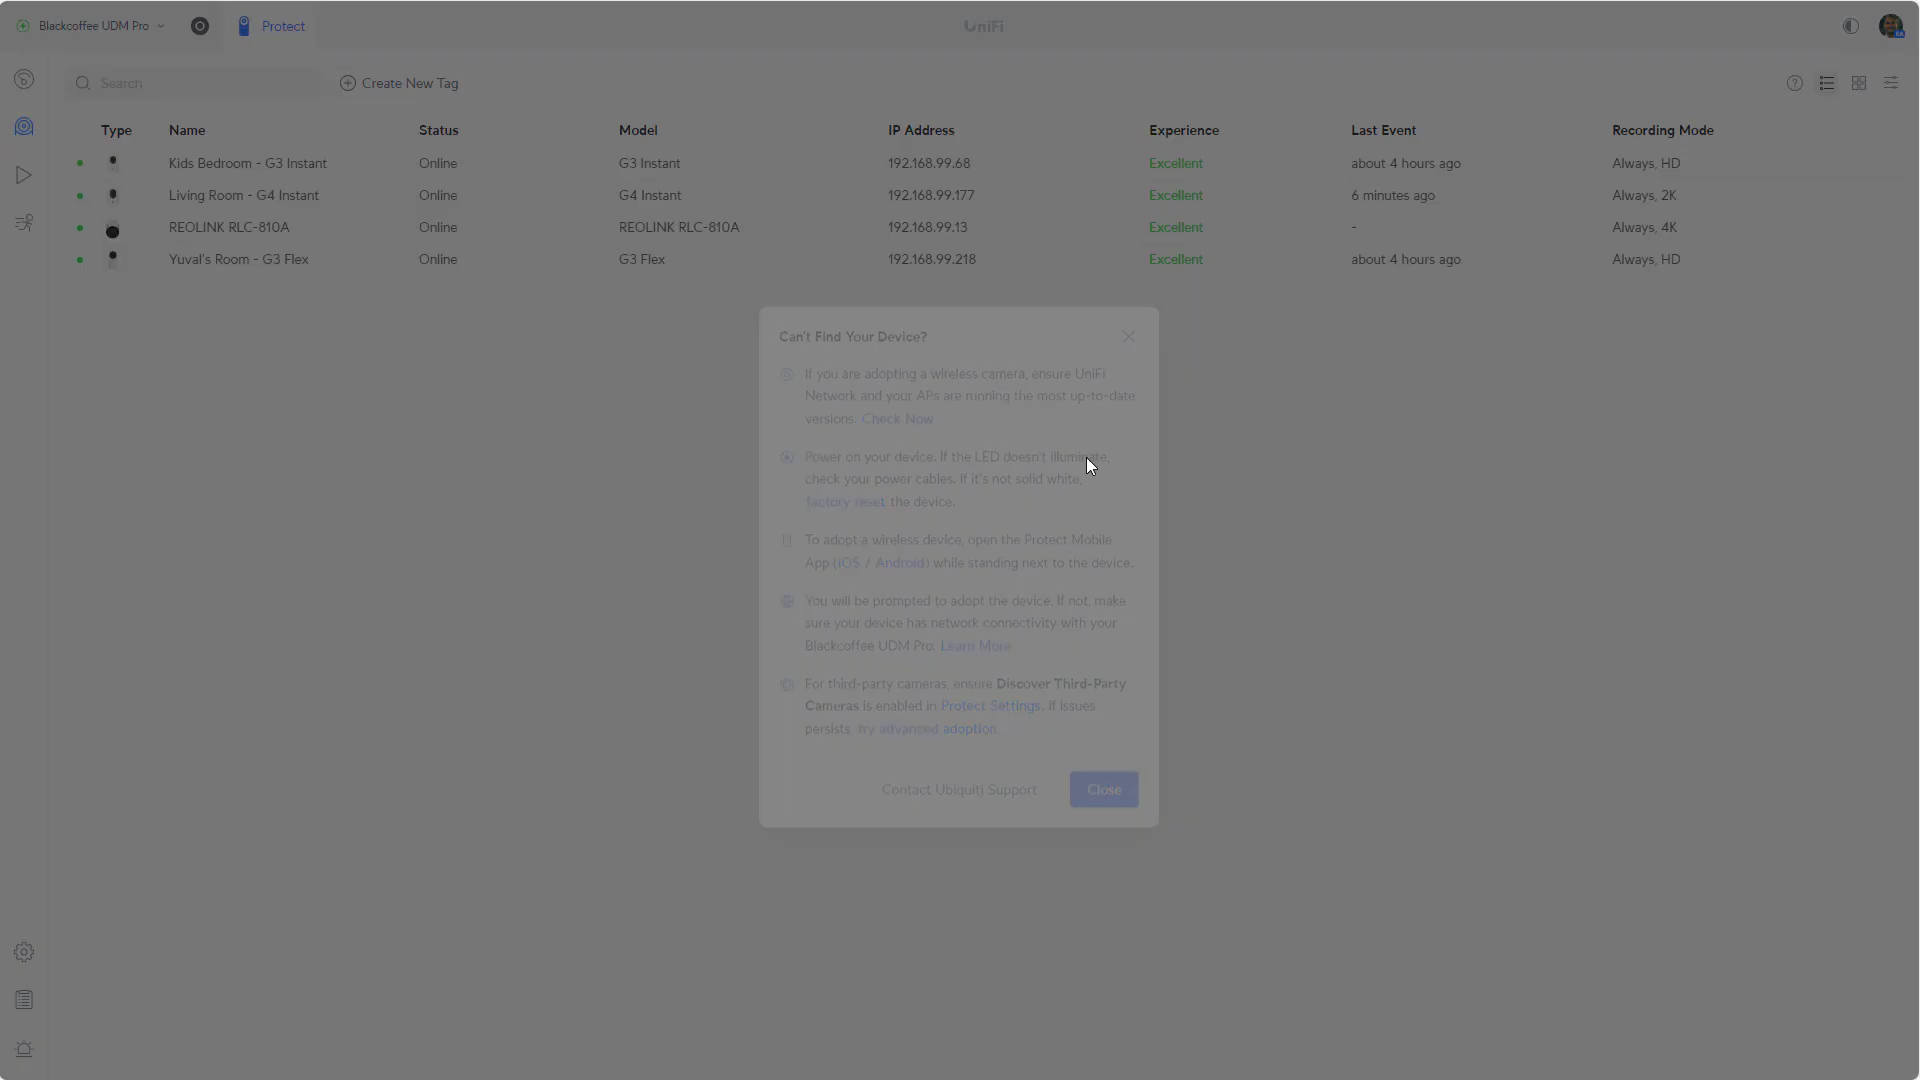 Blackcoffee UDM Pro
Protect
UniFi
Search
Create New Tag
Type Name Status Model IP Address Experience Last Event Recording Mode
Kids Bedroom - G3 Instant Online G3 Instant 192.168.99.68 Excellent about 4 hours ago Always, HD
Living Room - G4 Instant Online G4 Instant 192.168.99.177 Excellent 6 minutes ago Always, 2K
REOLINK RLC-810A Online REOLINK RLC-810A 192.168.99.13 Excellent - Always, 4K
Yuval's Room - G3 Flex Online G3 Flex 192.168.99.218 Excellent about 4 hours ago Always, HD
Can't Find Your Device?
If you are adopting a wireless camera, ensure UniFi
Network and your APs are running the most up-to-date
versions. Check Now
Power on your device. If the LED doesn't illuminate,
check your power cables. If it's not solid white,
factory reset the device.
To adopt a wireless device, open the Protect Mobile
App (iOS / Android) while standing next to the device.
You will be prompted to adopt the device. If not, make
sure your device has network connectivity with your
Blackcoffee UDM Pro. Learn More
For third-party cameras, ensure Discover Third-Party
Cameras is enabled in Protect Settings. If issues
persists, try advanced adoption.
Contact Ubiquiti Support
Close